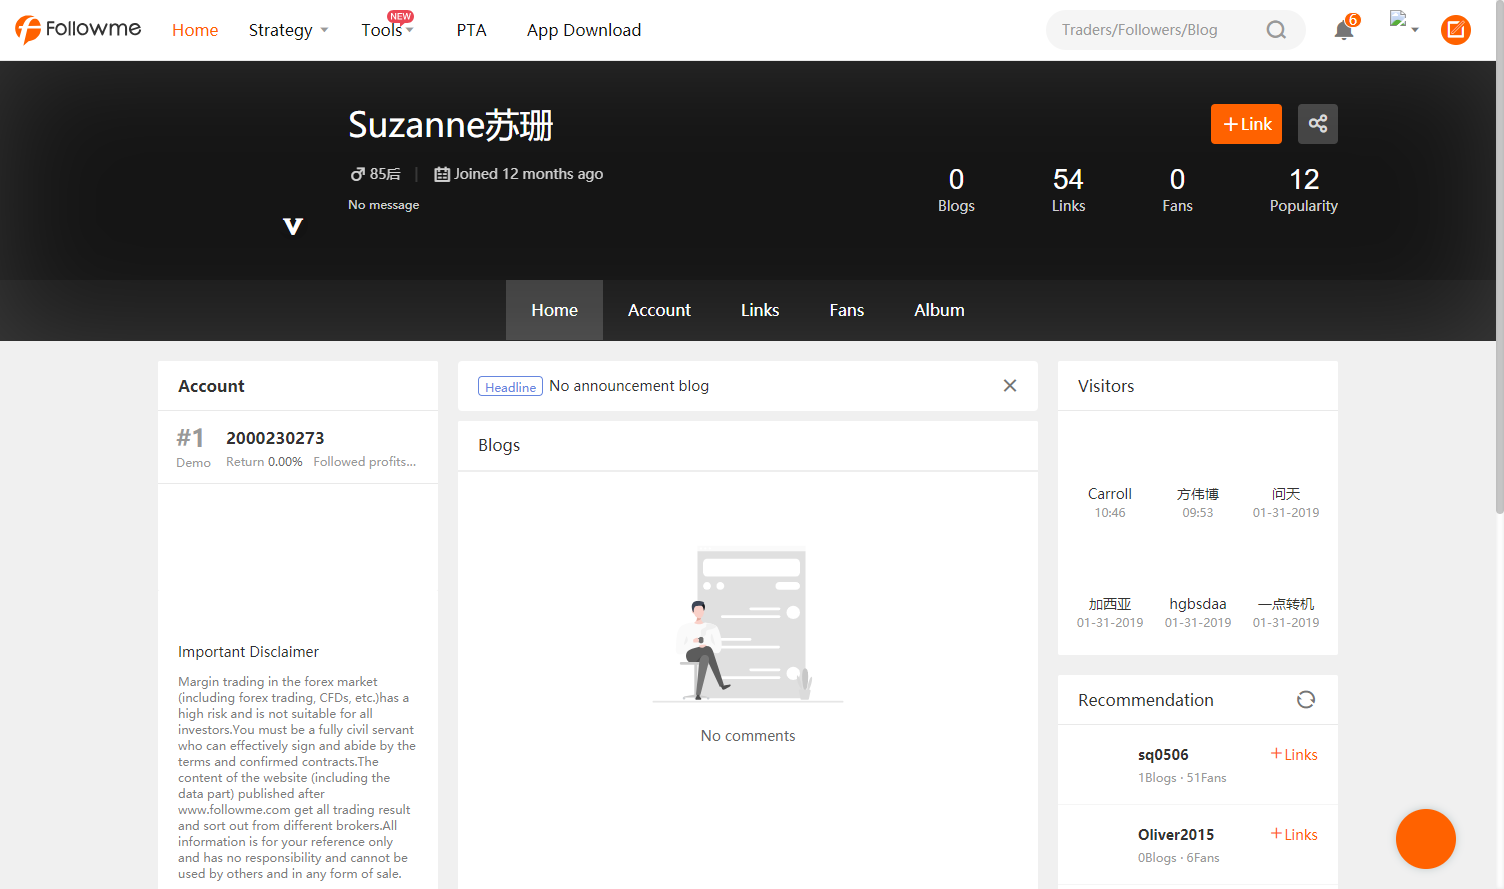 Followme
Home
Strategy
Tools
NEW
PTA
App Download
Traders/Followers/Blog
6
Suzanne苏珊
+Link
85后
Joined 12 months ago
No message
V
0
Blogs
54
Links
0
Fans
12
Popularity
Home
Account
Links
Fans
Album
Account
#1
Demo
2000230273
Return 0.00%
Followed profits...
Important Disclaimer
Margin trading in the forex market
(including forex trading, CFDs, etc.)has a
high risk and is not suitable for all
investors.You must be a fully civil servant
who can effectively sign and abide by the
terms and confirmed contracts.The
content of the website (including the
data part) published after
www.followme.com get all trading result
and sort out from different brokers.All
information is for your reference only
and has no responsibility and cannot be
used by others and in any form of sale.
Headline No announcement blog
Blogs
No comments
Visitors
Carroll
10:46
方伟博
09:53
问天
01-31-2019
加西亚
01-31-2019
hgbsdaa
01-31-2019
一点转机
01-31-2019
Recommendation
sq0506
+Links
1Blogs · 51Fans
Oliver2015
+Links
0Blogs · 6Fans